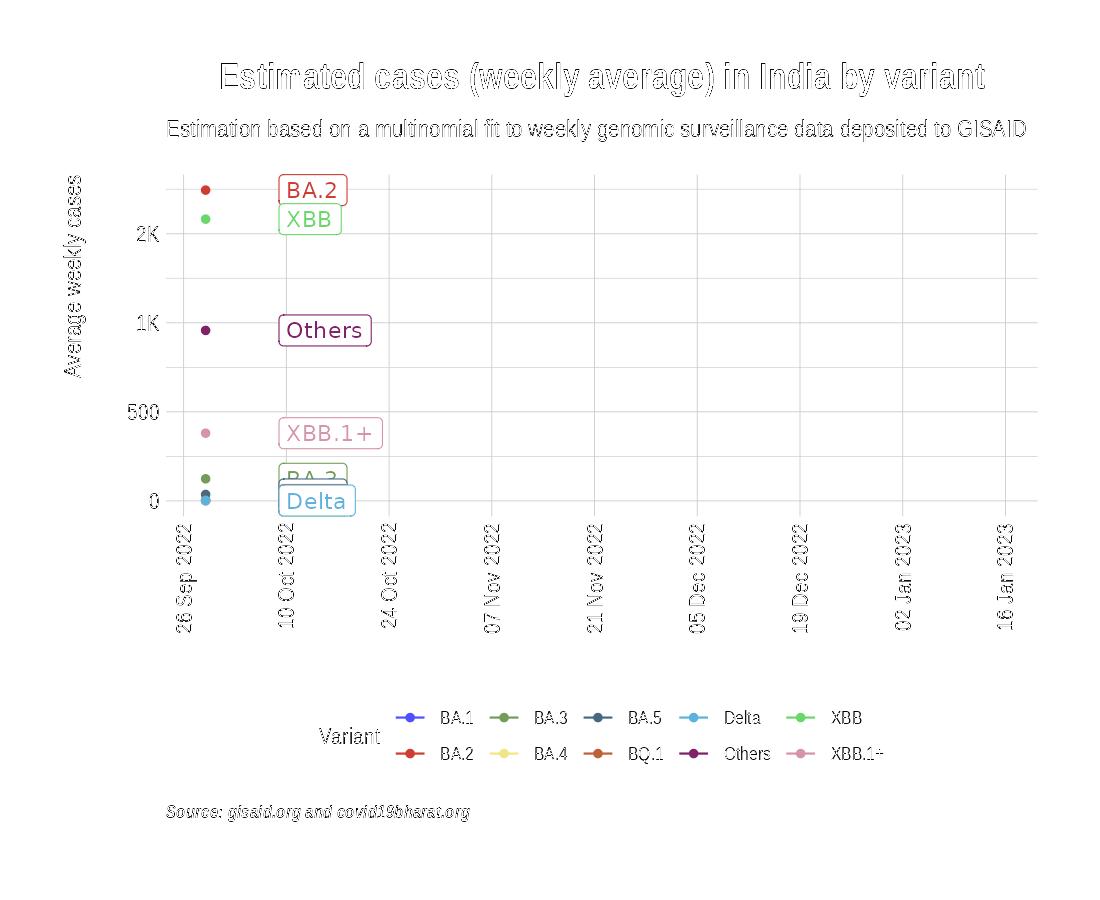 Estimated cases (weekly average) in India by variant
Estimation based on a multinomial fit to weekly genomic surveillance data deposited to GISAID
Average weekly cases
2K
1K
500
0
BA.2
XBB
Others
XBB.1+
BA.3
Delta
26 Sep 2022
10 Oct 2022
24 Oct 2022
07 Nov 2022
21 Nov 2022
05 Dec 2022
19 Dec 2022
02 Jan 2023
16 Jan 2023
Variant
BA.1 BA.3 BA.5 Delta XBB
BA.2 BA.4 BQ.1 Others XBB.1+
Source: gisaid.org and covid19bharat.org